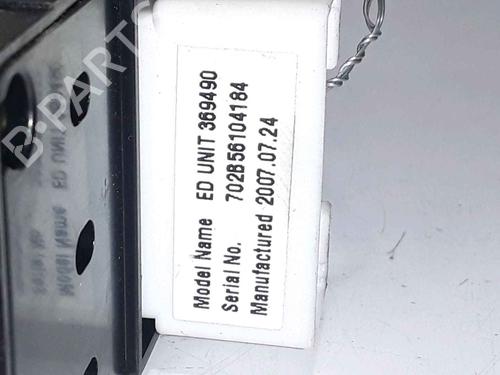 Model Name ED UNIT 369490
Serial No. 702B56104184
Manufactured 2007.07.24
B-PARTS